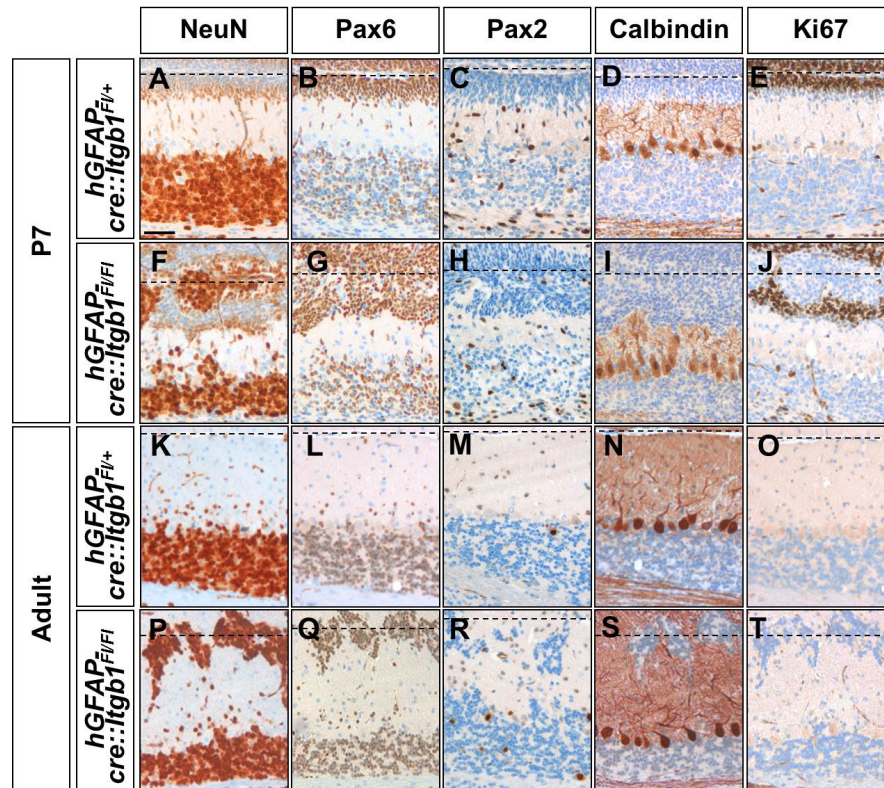 NeuN Pax6 Pax2 Calbindin Ki67
P7
hGFAP-
cre::Itgb1Fl/+
A B C D E
hGFAP-
cre::Itgb1Fl/Fl
F G H I J
Adult
hGFAP-
cre::Itgb1Fl/+
K L M N O
hGFAP-
cre::Itgb1Fl/Fl
P Q R S T